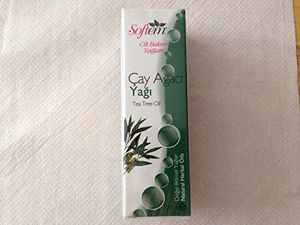 Softem
Cilt Bakım
Yağları
Çay Ağacı
Yağı
Tea Tree Oil
Doğal Bitkisel Yağlar
Natural Herbal Oils